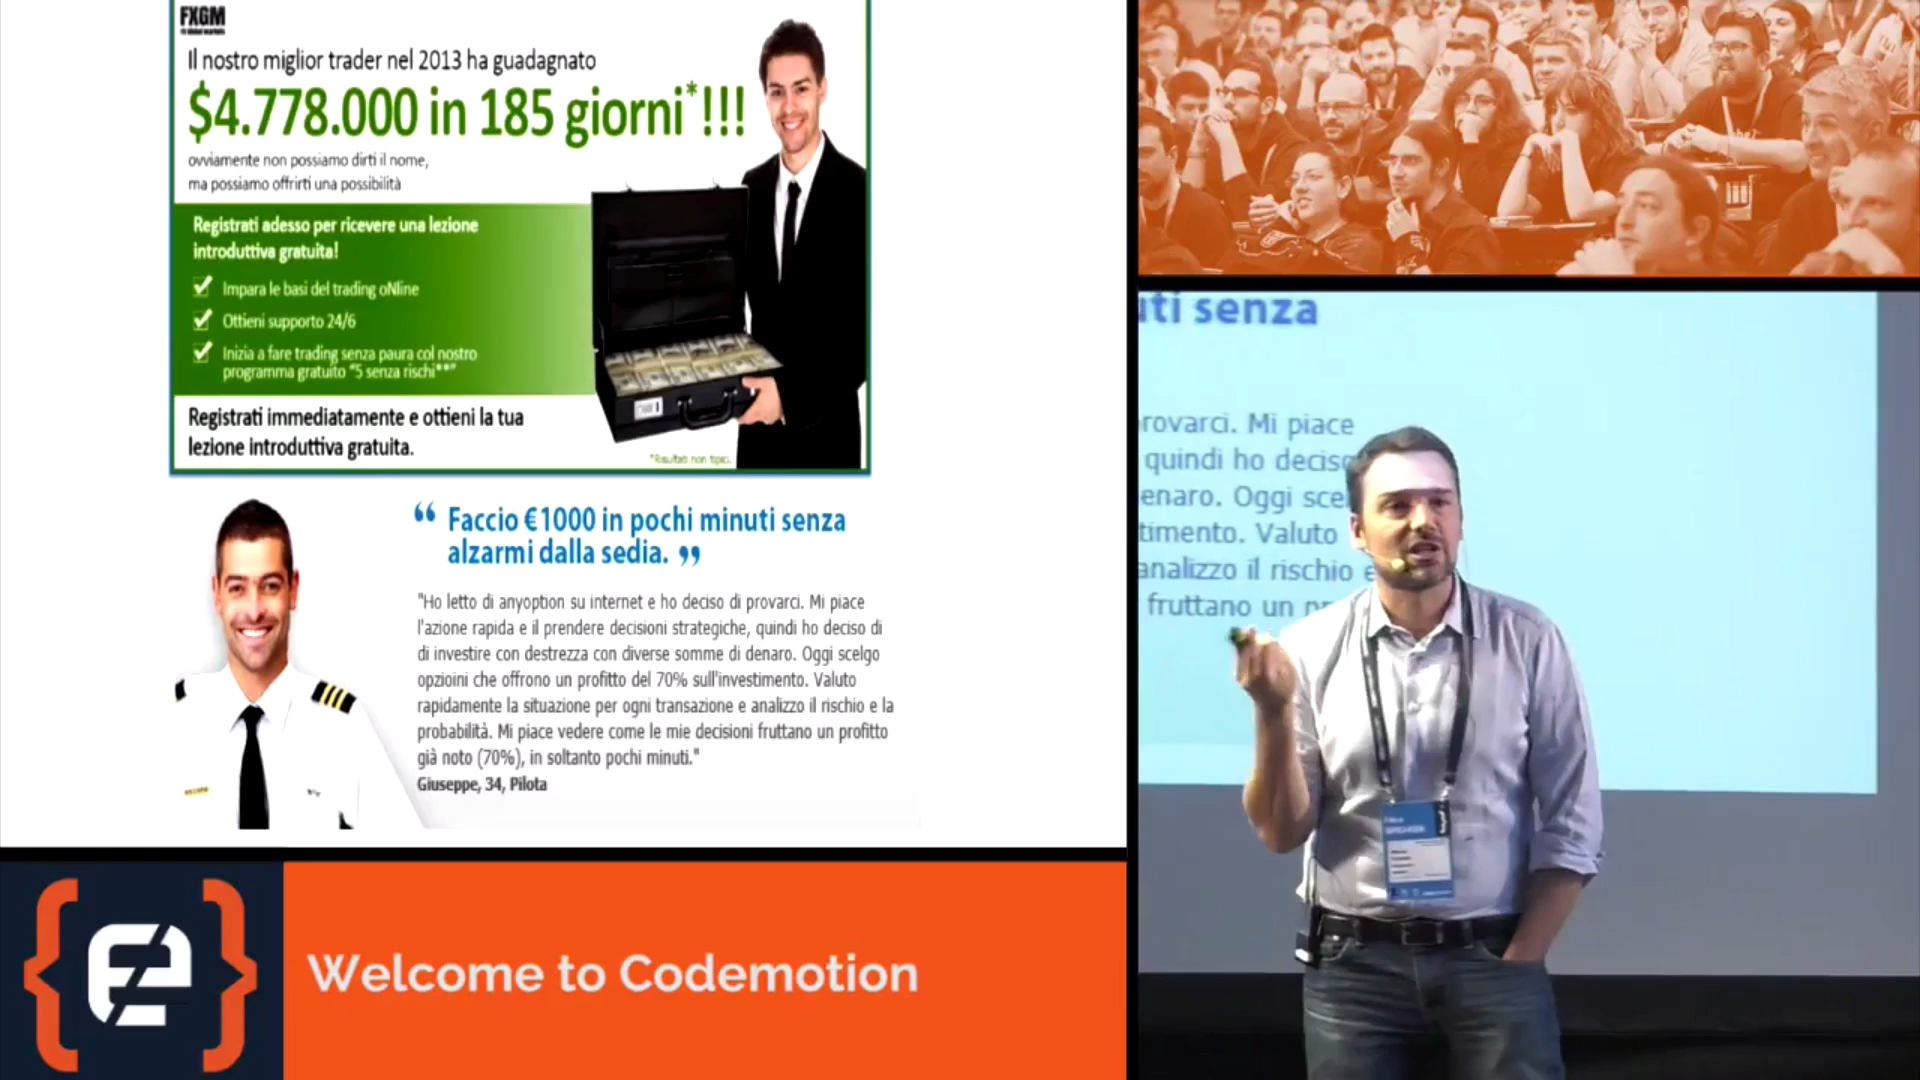 FXGM
Il nostro miglior trader nel 2013 ha guadagnato
$4.778.000 in 185 giorni*!!!
ovviamente non possiamo dirti il nome,
ma possiamo offrirti una possibilità
Registrati adesso per ricevere una lezione
introduttiva gratuita!
Impara le basi del trading oNline
Ottieni supporto 24/6
Inizia a fare trading senza paura col nostro
programma gratuito "5 senza rischi**"
Registrati immediatamente e ottieni la tua
lezione introduttiva gratuita.
*Risultati non tipici.
“ Faccio €1000 in pochi minuti senza
alzarmi dalla sedia. ”
"Ho letto di anyoption su internet e ho deciso di provarci. Mi piace
l'azione rapida e il prendere decisioni strategiche, quindi ho deciso di
di investire con destrezza con diverse somme di denaro. Oggi scelgo
opzioini che offrono un profitto del 70% sull'investimento. Valuto
rapidamente la situazione per ogni transazione e analizzo il rischio e la
probabilità. Mi piace vedere come le mie decisioni fruttano un profitto
già noto (70%), in soltanto pochi minuti."
Giuseppe, 34, Pilota
Welcome to Codemotion
uti senza
rovarci. Mi piace
quindi ho deciso
enaro. Oggi sce
timento. Valuto
analizzo il rischio e
fruttano un pr
SPEAKER